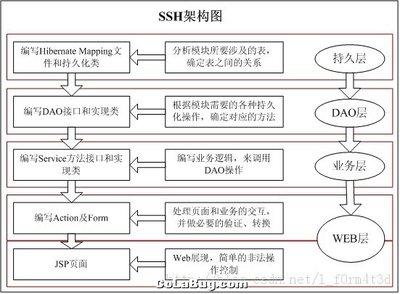 SSH架构图
编写Hibernate Mapping文
件和持久化类
分析模块所要涉及的表，
确定表之间的关系
持久层
编写DAO接口和实现类
根据模块需要的各种持久
化操作，确定对应的方法
DAO层
编写Service方法接口和实
现类
编写业务逻辑，来调用
DAO操作
业务层
编写Action及Form
处理页面和业务的交互，
并做必要的验证、转换
WEB层
JSP页面
Web展现，简单的非法操
作控制
CoLaBug.com